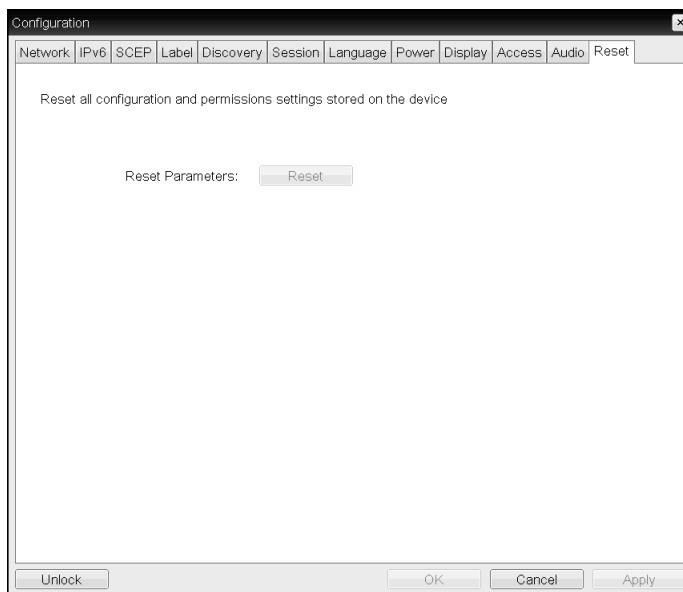 Configuration
Network IPv6 SCEP Label Discovery Session Language Power Display Access Audio Reset
Reset all configuration and permissions settings stored on the device
Reset Parameters: Reset
Unlock OK Cancel Apply